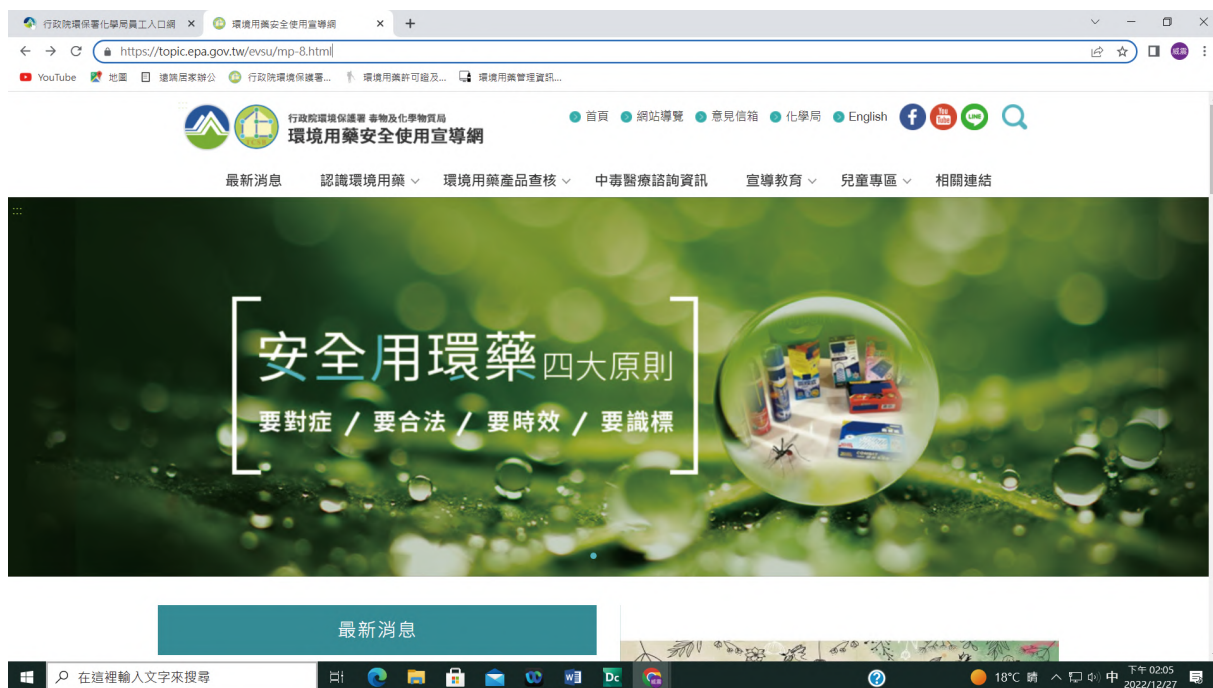 行政院環保署化學局員工入口網
環境用藥安全使用宣導網
https://topic.epa.gov.tw/evsu/mp-8.html
YouTube 地圖 遠端居家辦公 行政院環境保護署... 環境用藥許可證及... 環境用藥管理資訊...
行政院環境保護署 毒物及化學物質局
環境用藥安全使用宣導網
首頁 網站導覽 意見信箱 化學局 English
You Tube
LINE
最新消息 認識環境用藥 環境用藥產品查核 中毒醫療諮詢資訊 宣導教育 兒童專區 相關連結
:::
安全用環藥四大原則
要對症 / 要合法 / 要時效 / 要識標
最新消息
在這裡輸入文字來搜尋
18°C 晴 中 下午 02:05
2022/12/27